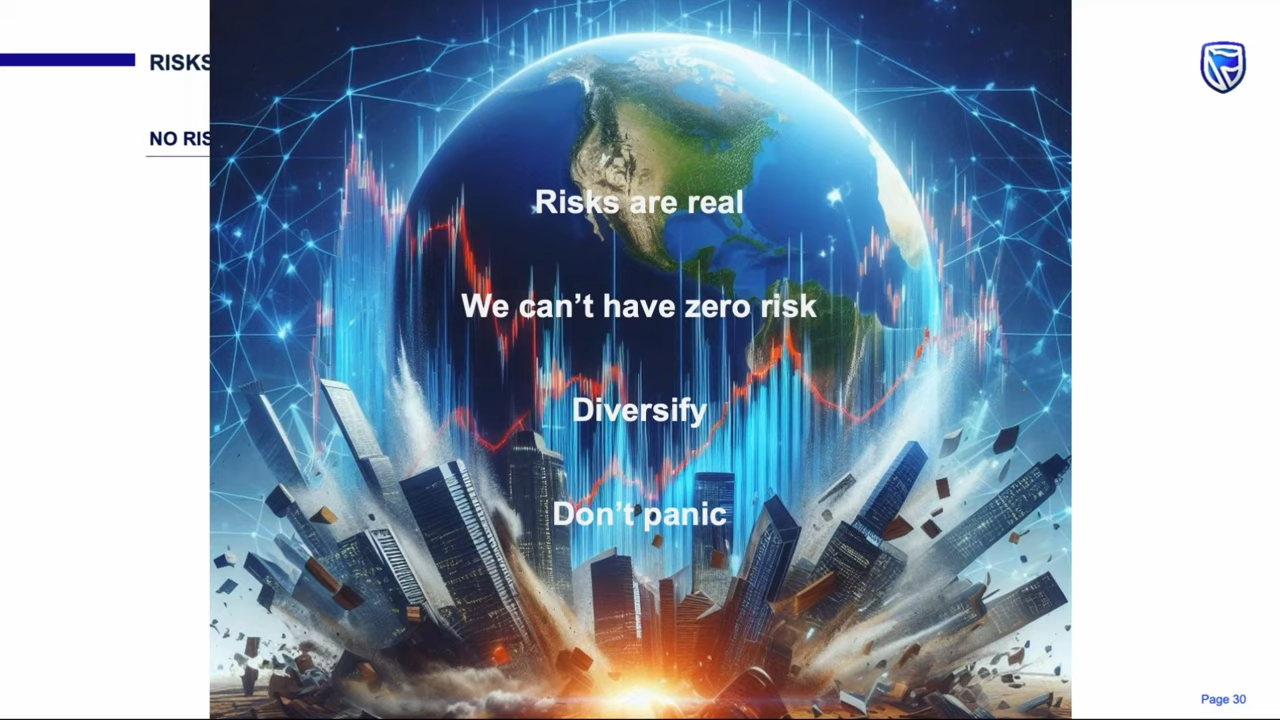 RISKS
NO RIS
Risks are real
We can’t have zero risk
Diversify
Don’t panic
Page 30